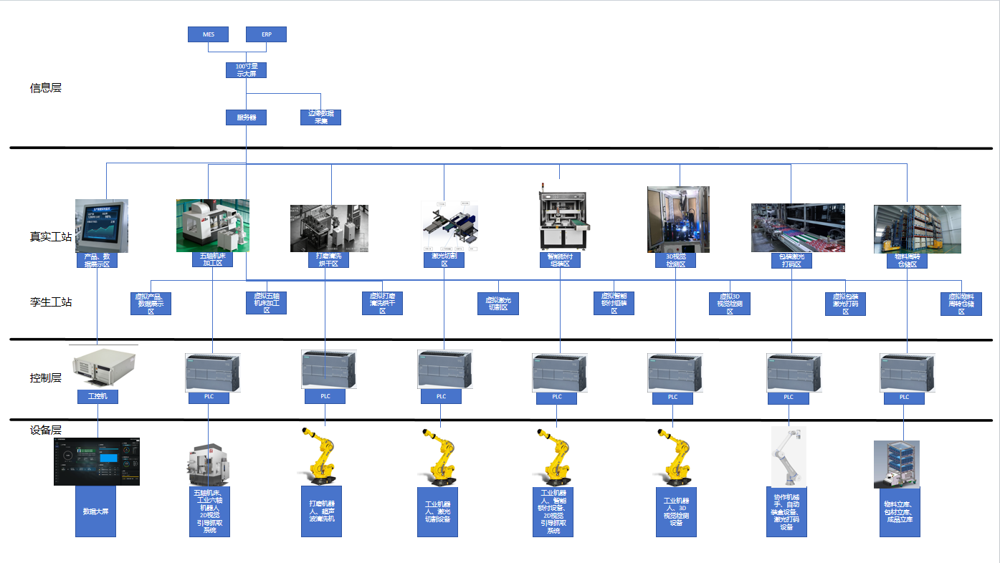 MES
ERP
100寸显
示大屏
信息层
服务器
边缘数据
采集
真实工站
产品、数
据展示区
五轴机床
加工区
打磨清洗
烘干区
激光切割
区
智能锁付
组装区
3D视觉
检测区
包装激光
打码区
物料周转
仓储区
孪生工站
虚拟产品、
数据展示
区
虚拟五轴
机床加工
区
虚拟打磨
清洗烘干
区
虚拟激光
切割区
虚拟智能
锁付组装
区
虚拟3D
视觉检测
区
虚拟包装
激光打码
区
虚拟物料
周转仓储
区
控制层
工控机
PLC
PLC
PLC
PLC
PLC
PLC
PLC
设备层
数据大屏
五轴机床、
工业六轴
机器人
2D视觉
引导抓取
系统
打磨机器
人、超声
波清洗机
工业机器
人、激光
切割设备
工业机器
人、智能
锁付设备、
2D视觉
引导抓取
系统
工业机器
人、3D
视觉检测
设备
协作机械
手、自动
装盒设备、
激光打码
设备
物料立库、
包材立库、
成品立库